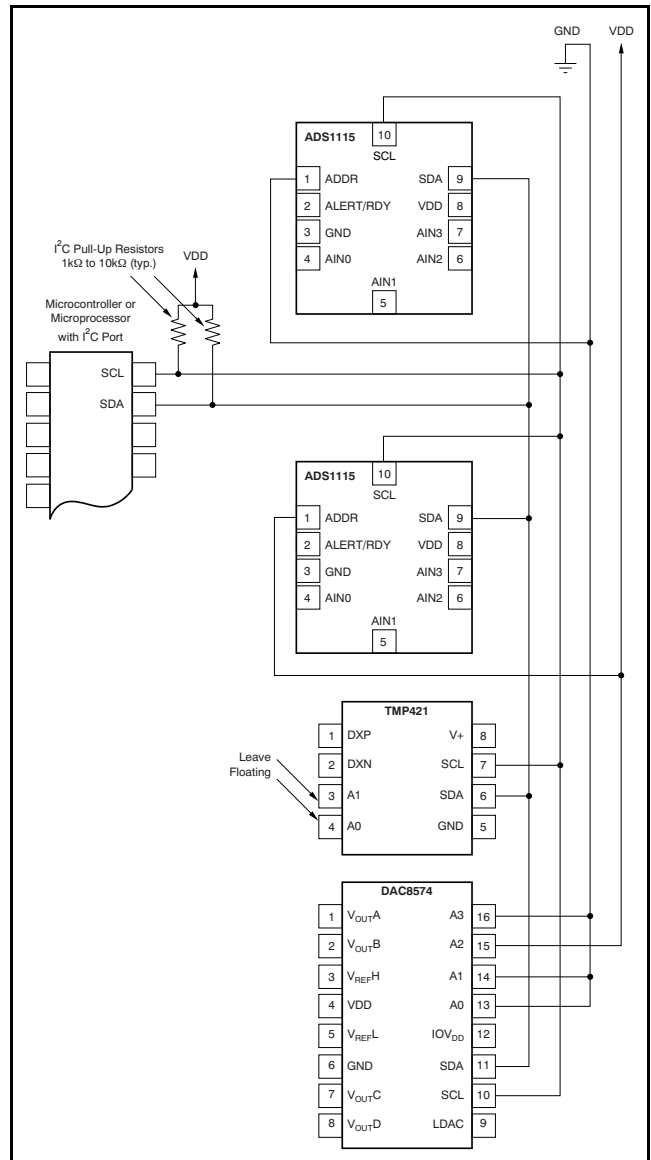 GND VDD
ADS1115
10
SCL
1 ADDR SDA 9
2 ALERT/RDY VDD 8
3 GND AIN3 7
4 AIN0 AIN2 6
AIN1
5
I²C Pull-Up Resistors
1kΩ to 10kΩ (typ.)
VDD
Microcontroller or
Microprocessor
with I²C Port
SCL
SDA
ADS1115
10
SCL
1 ADDR SDA 9
2 ALERT/RDY VDD 8
3 GND AIN3 7
4 AIN0 AIN2 6
AIN1
5
TMP421
1 DXP V+ 8
2 DXN SCL 7
Leave
Floating
3 A1 SDA 6
4 A0 GND 5
DAC8574
1 VOUTA A3 16
2 VOUTB A2 15
3 VREFH A1 14
4 VDD A0 13
5 VREFL IOVDD 12
6 GND SDA 11
7 VOUTC SCL 10
8 VOUTD LDAC 9